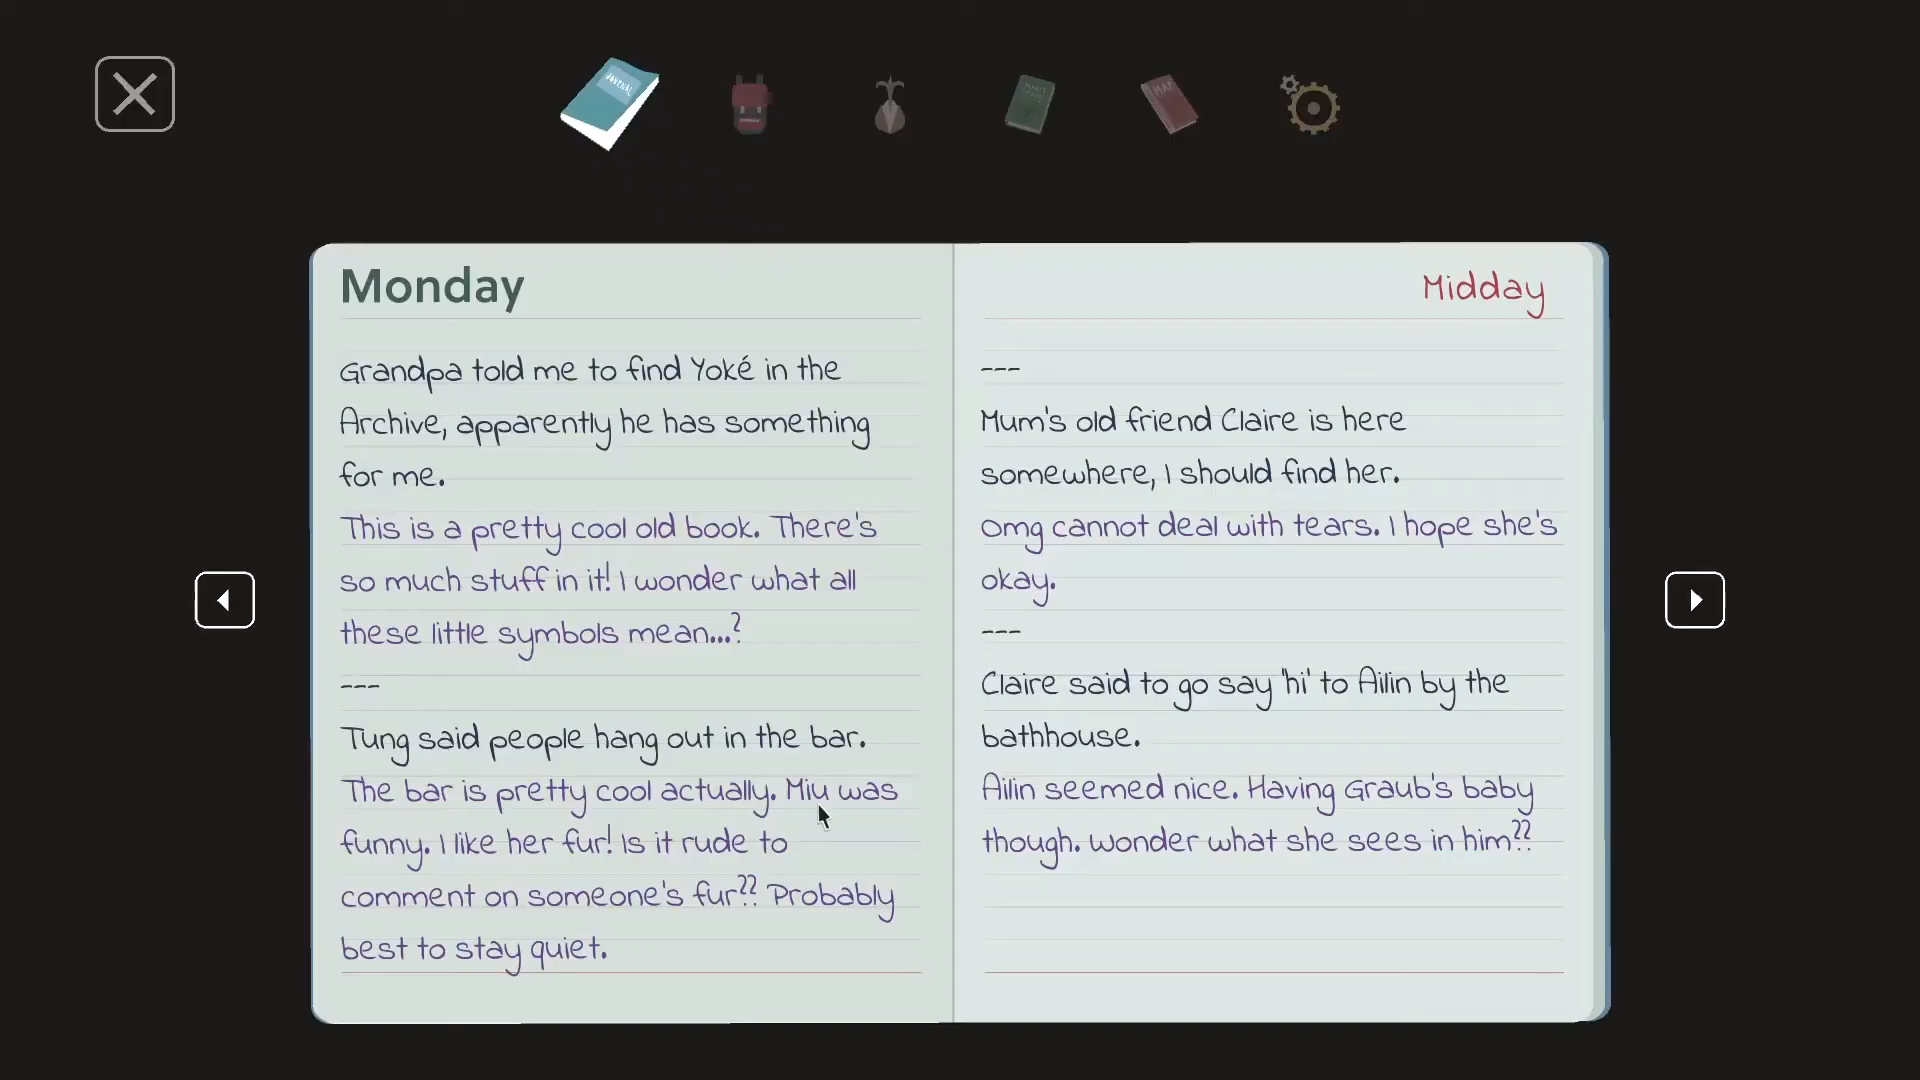 JOURNAL
MAP
Monday
Grandpa told me to find Yoké in the
Archive, apparently he has something
for me.
This is a pretty cool old book. There's
so much stuff in it! I wonder what all
these little symbols mean...?
---
Tung said people hang out in the bar.
The bar is pretty cool actually. Miu was
funny. I like her fur! Is it rude to
comment on someone's fur?? Probably
best to stay quiet.
Midday
---
Mum's old friend Claire is here
somewhere, I should find her.
Omg cannot deal with tears. I hope she's
okay.
---
Claire said to go say 'hi' to Ailin by the
bathhouse.
Ailin seemed nice. Having Graub's baby
though. Wonder what she sees in him??